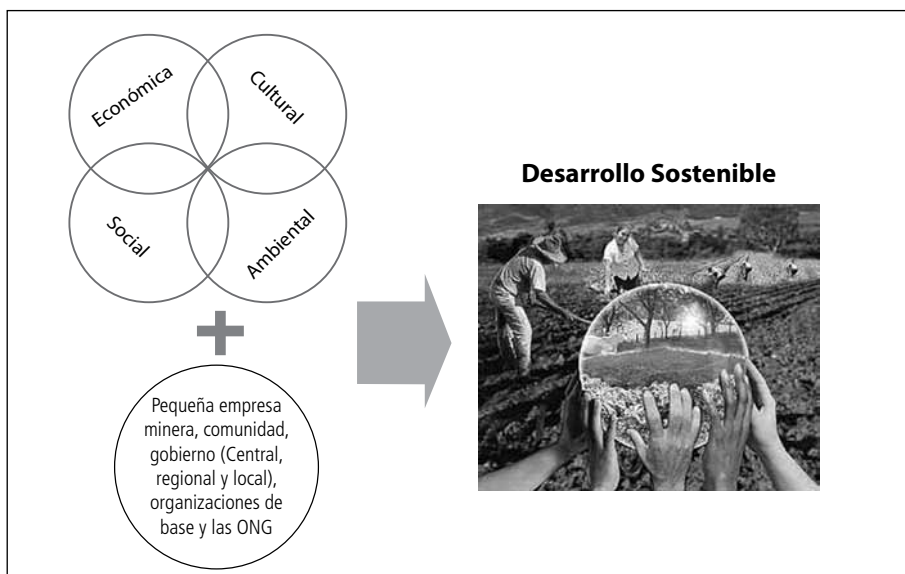 Económica
Cultural
Social
Ambiental
Pequeña empresa
minera, comunidad,
gobierno (Central,
regional y local),
organizaciones de
base y las ONG
Desarrollo Sostenible